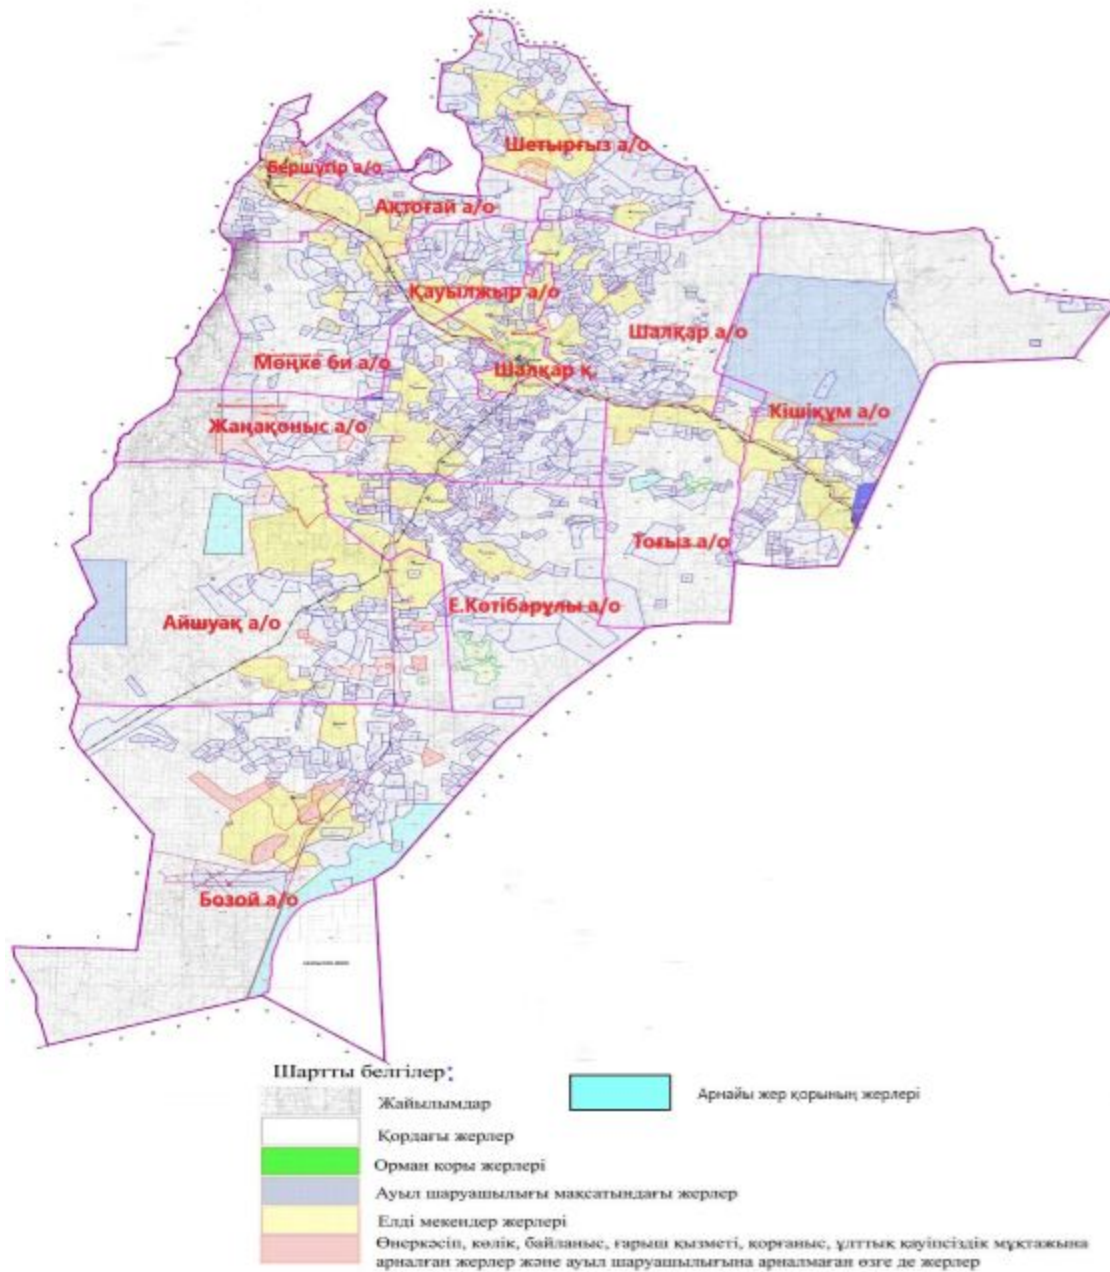 Шетырғыз а/о
Бершүгір а/о
Ақтоғай а/о
Қауылжыр а/о
Шалқар а/о
Мөңке би а/о
Шалқар қ.
Кішіқұм а/о
Жаңақоныс а/о
Тоғыз а/о
Е.Көтібарұлы а/о
Айшуақ а/о
Бозой а/о
Шартты белгілер:
Жайылымдар
Арнайы жер қорының жерлері
Қордағы жерлер
Орман қоры жерлері
Ауыл шаруашылығы мақсатындағы жерлер
Елді мекендер жерлері
Өнеркәсіп, көлік, байланыс, ғарыш қызметі, қорғаныс, ұлттық қауіпсіздік мұқтажына
арналған жерлер және ауыл шаруашылығына арналмаған өзге де жерлер